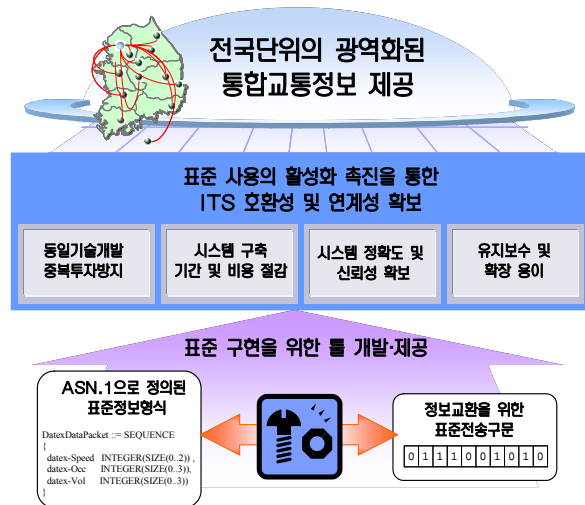 전국단위의 광역화된
통합교통정보 제공
표준 사용의 활성화 촉진을 통한
ITS 호환성 및 연계성 확보
동일기술개발
중복투자방지
시스템 구축
기간 및 비용 절감
시스템 정확도 및
신뢰성 확보
유지보수 및
확장 용이
표준 구현을 위한 툴 개발·제공
ASN.1으로 정의된
표준정보형식
DatexDataPacket ::= SEQUENCE
{
datex-Speed INTEGER(SIZE(0..2)) ,
datex-Occ INTEGER(SIZE(0..3)),
datex-Vol INTEGER(SIZE(0..3))
}
정보교환을 위한
표준전송구문
0 1 1 1 0 0 1 0 1 0